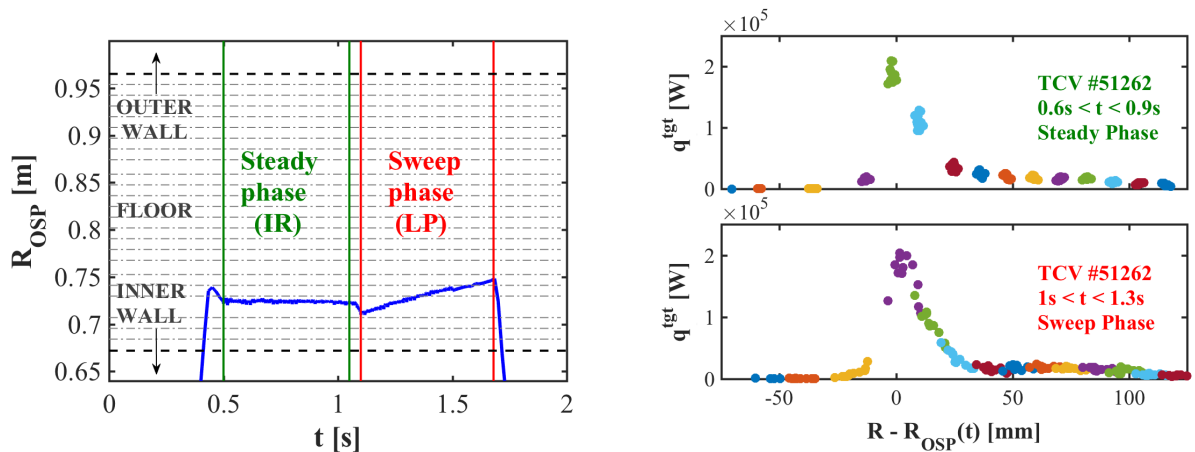 R_OSP [m]
0.95
0.9
0.85
0.8
0.75
0.7
0.65
OUTER
WALL
FLOOR
INNER
WALL
Steady
phase
(IR)
Sweep
phase
(LP)
0
0.5
1
1.5
2
t [s]
×10^5
q^tgt [W]
2
1
0
TCV #51262
0.6s < t < 0.9s
Steady Phase
×10^5
q^tgt [W]
2
1
0
TCV #51262
1s < t < 1.3s
Sweep Phase
-50
0
50
100
R - R_OSP(t) [mm]